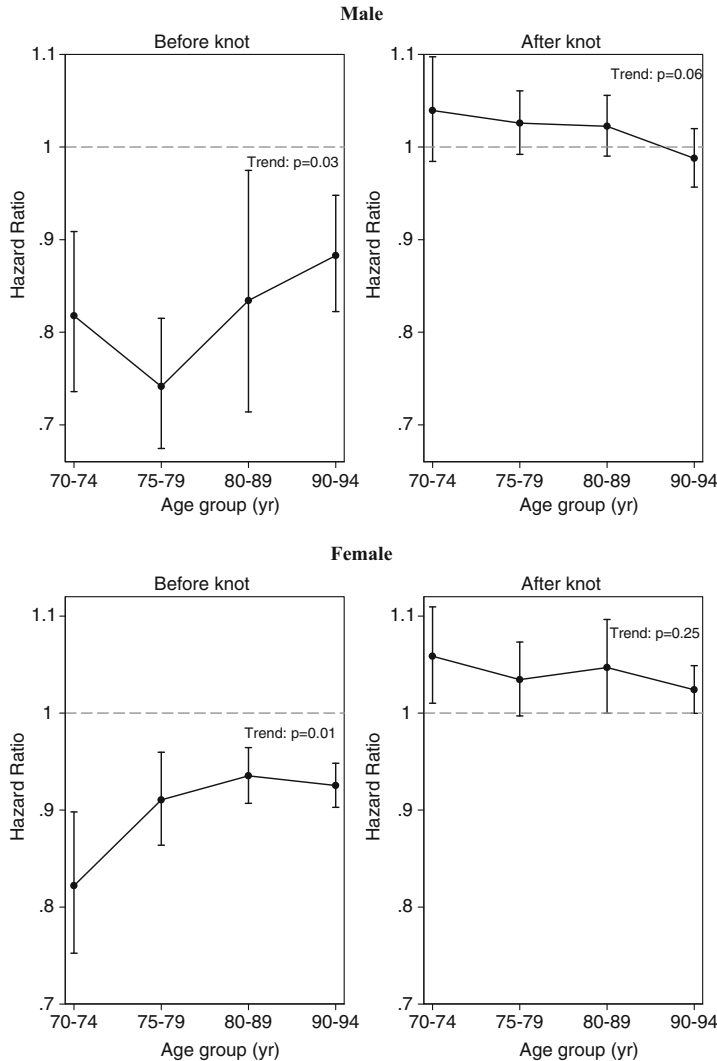 Male
Before knot
After knot
1.1
1
.9
.8
.7
Hazard Ratio
Trend: p=0.03
70-74 75-79 80-89 90-94
Age group (yr)
1.1
1
.9
.8
.7
Hazard Ratio
Trend: p=0.06
70-74 75-79 80-89 90-94
Age group (yr)
Female
Before knot
After knot
1.1
1
.9
.8
.7
Hazard Ratio
Trend: p=0.01
70-74 75-79 80-89 90-94
Age group (yr)
1.1
1
.9
.8
.7
Hazard Ratio
Trend: p=0.25
70-74 75-79 80-89 90-94
Age group (yr)